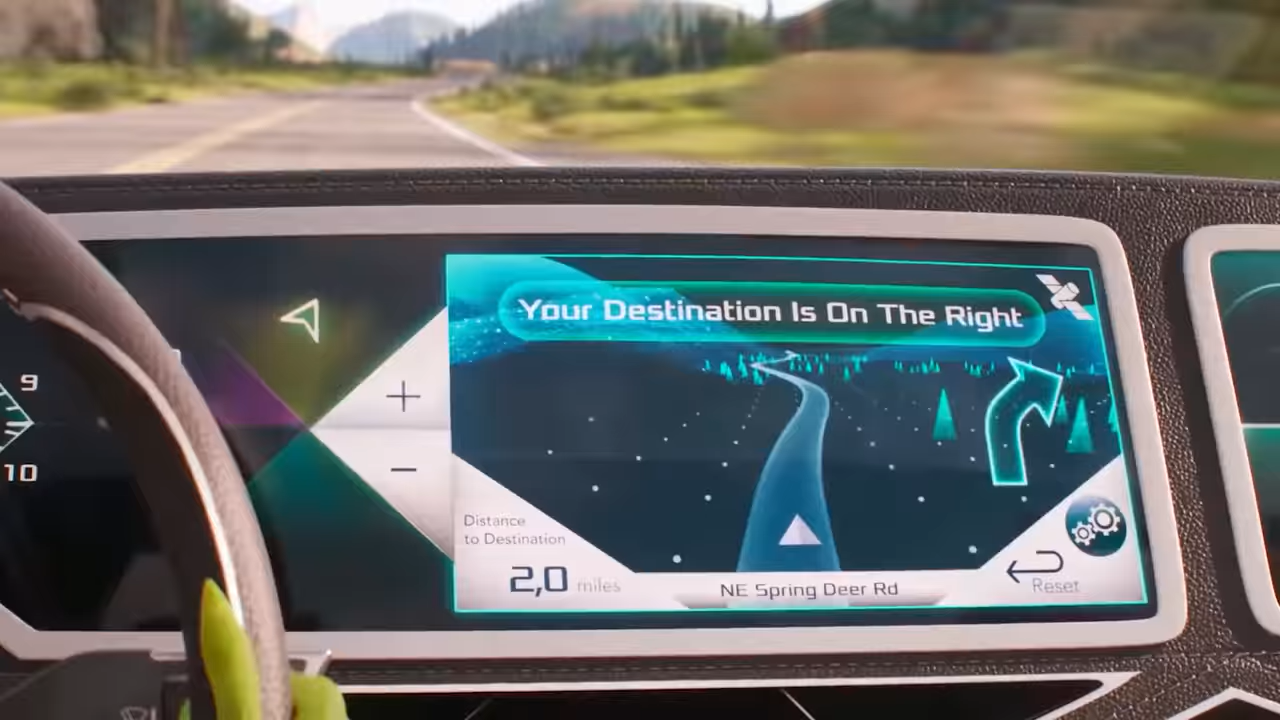 9
10
+
−
Your Destination Is On The Right
Distance
to Destination
2,0 miles
NE Spring Deer Rd
Reset